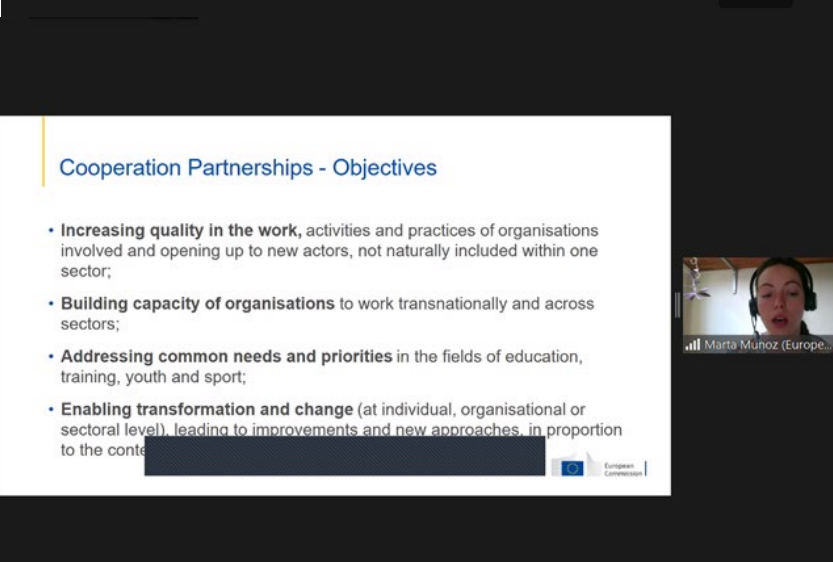 Cooperation Partnerships - Objectives
• Increasing quality in the work, activities and practices of organisations
involved and opening up to new actors, not naturally included within one
sector;
• Building capacity of organisations to work transnationally and across
sectors;
• Addressing common needs and priorities in the fields of education,
training, youth and sport;
• Enabling transformation and change (at individual, organisational or
sectoral level), leading to improvements and new approaches, in proportion
to the conte
European
Commission
Marta Munoz (Europe...